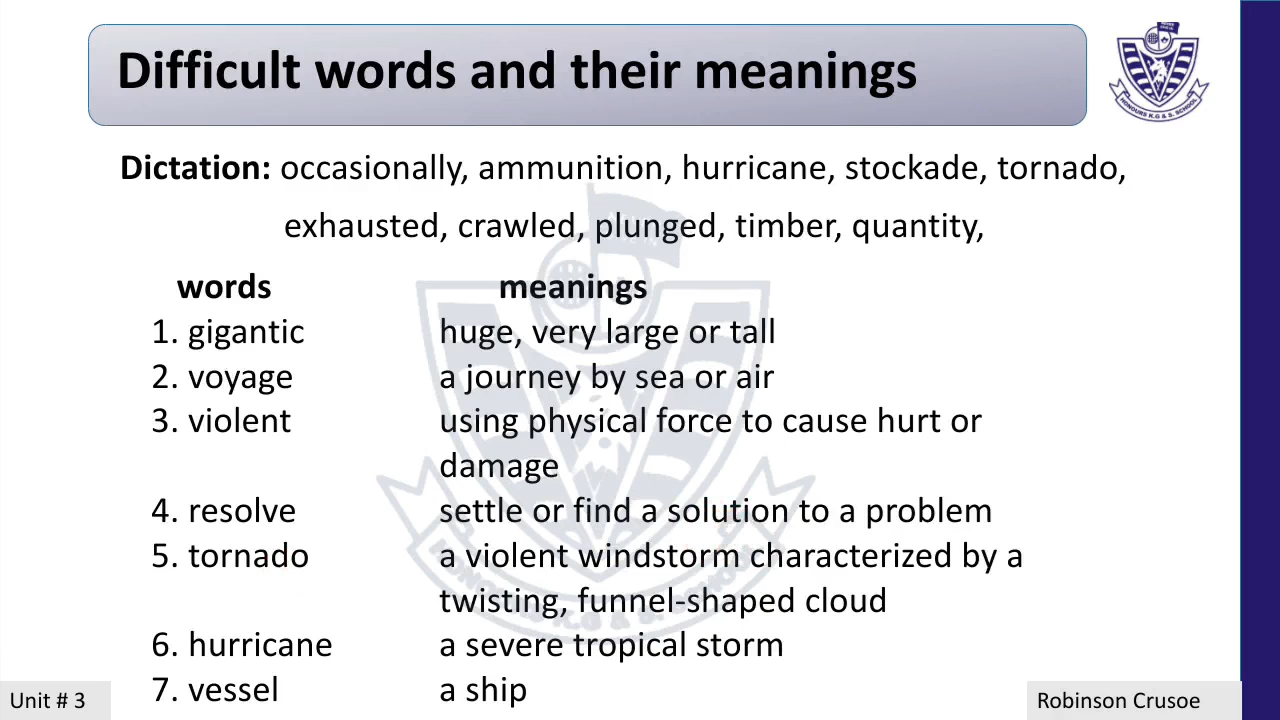 Difficult words and their meanings
HONOURS K.G & S. SCHOOL
Dictation: occasionally, ammunition, hurricane, stockade, tornado,
exhausted, crawled, plunged, timber, quantity,
words meanings
1. gigantic huge, very large or tall
2. voyage a journey by sea or air
3. violent using physical force to cause hurt or
damage
4. resolve settle or find a solution to a problem
5. tornado a violent windstorm characterized by a
twisting, funnel-shaped cloud
6. hurricane a severe tropical storm
7. vessel a ship
Unit # 3 Robinson Crusoe